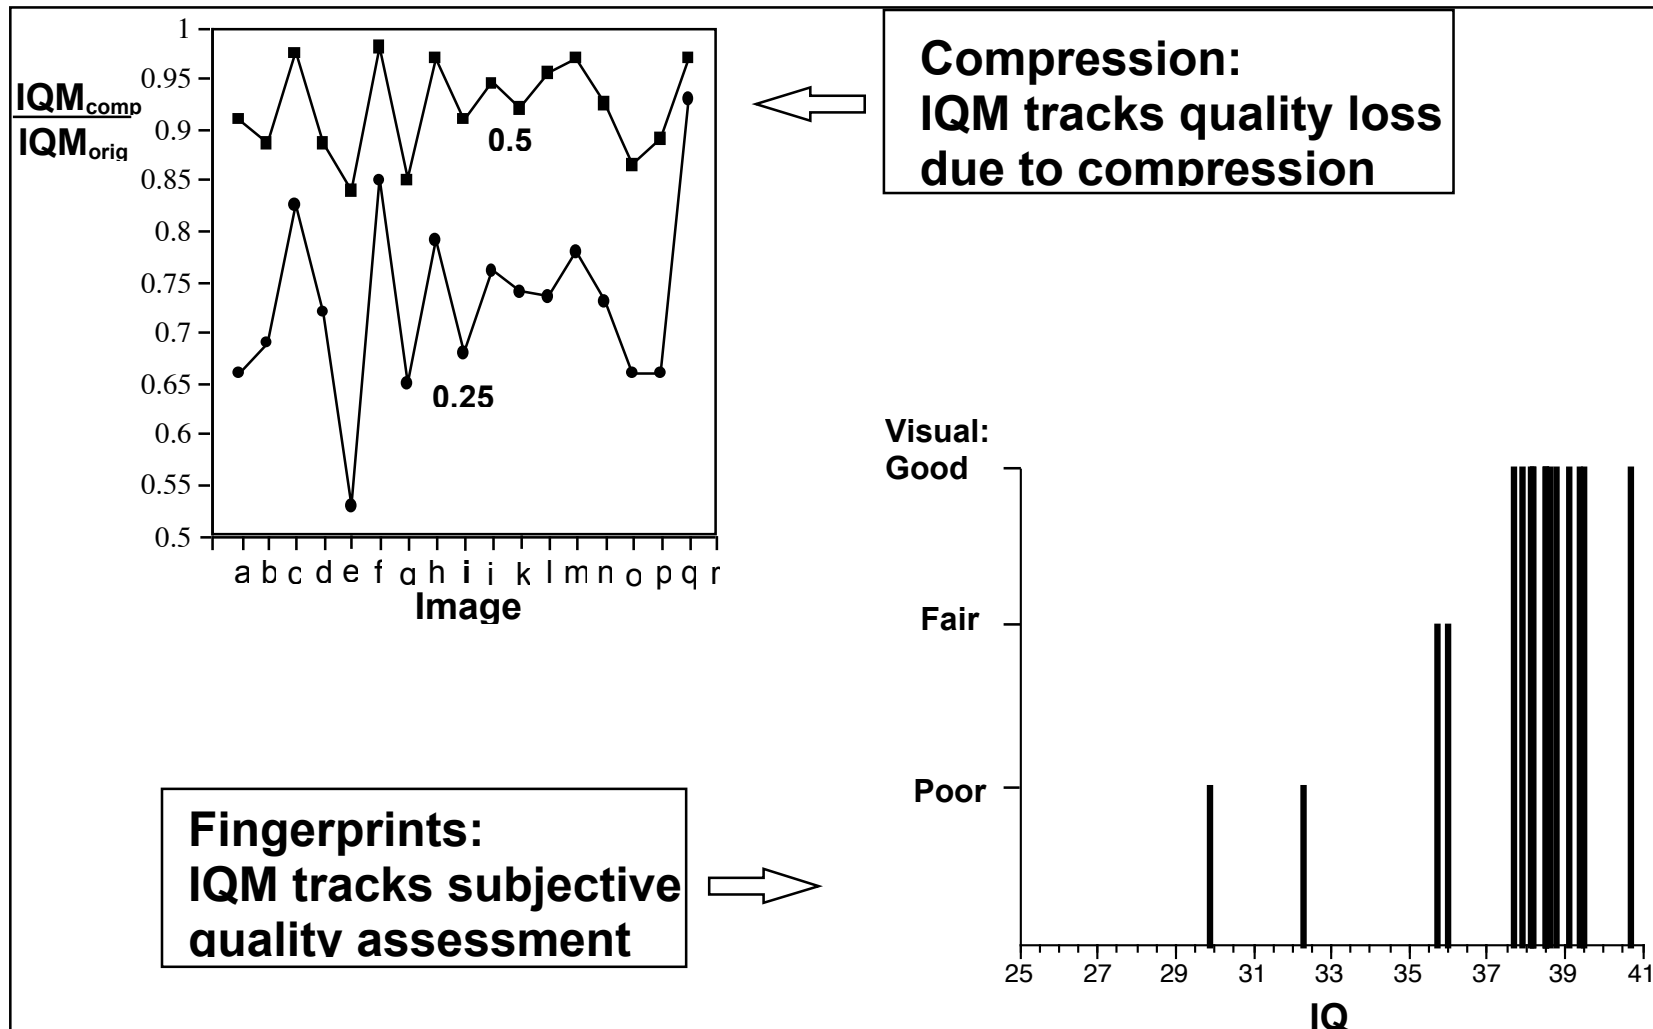 1
0.95
0.9
0.85
0.8
0.75
0.7
0.65
0.6
0.55
0.5
IQMcomp
IQMorig
0.5
0.25
a b c d e f g h i j k l m n o p q r
Image
Compression:
IQM tracks quality loss
due to compression
Visual:
Good
Fair
Poor
25 27 29 31 33 35 37 39 41
IQ
Fingerprints:
IQM tracks subjective
quality assessment